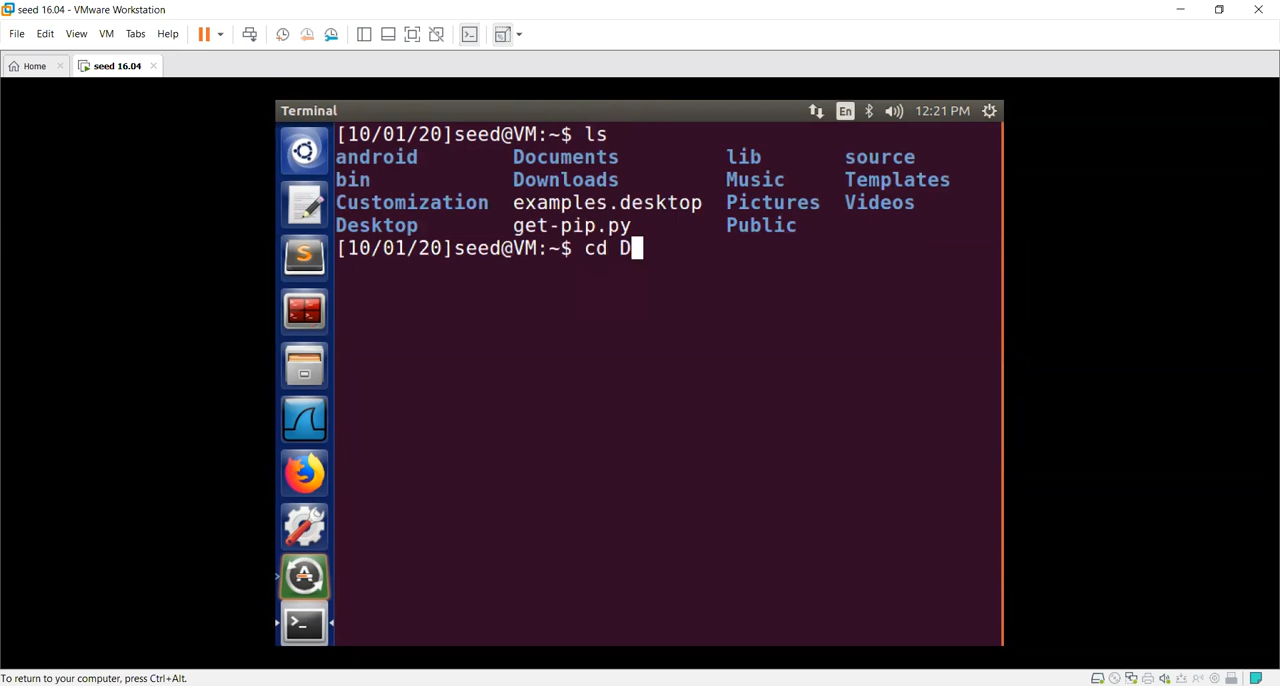 seed 16.04 - VMware Workstation
File Edit View VM Tabs Help
Home seed 16.04
Terminal En 12:21 PM
[10/01/20]seed@VM:~$ ls
android Documents lib source
bin Downloads Music Templates
Customization examples.desktop Pictures Videos
Desktop get-pip.py Public
[10/01/20]seed@VM:~$ cd D
To return to your computer, press Ctrl+Alt.